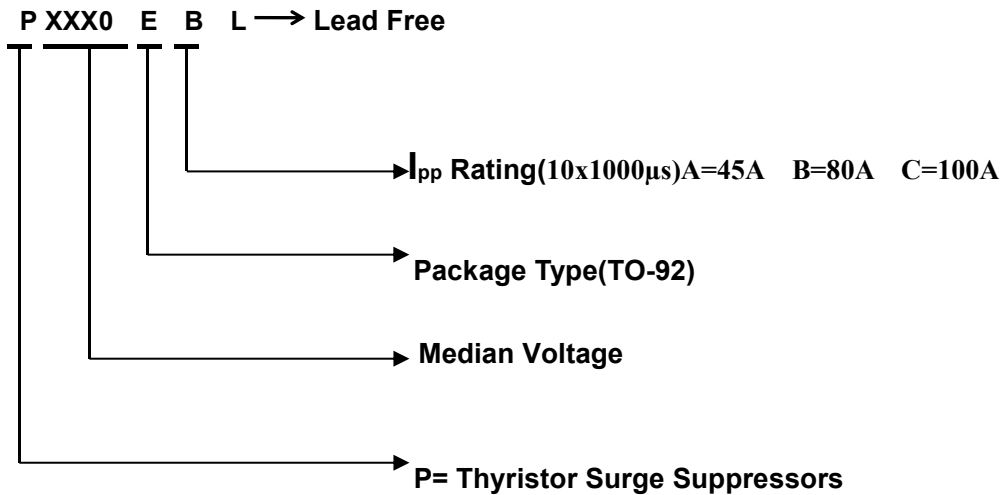 P XXX0 E B L → Lead Free
Ipp Rating(10x1000µs)A=45A B=80A C=100A
Package Type(TO-92)
Median Voltage
P= Thyristor Surge Suppressors